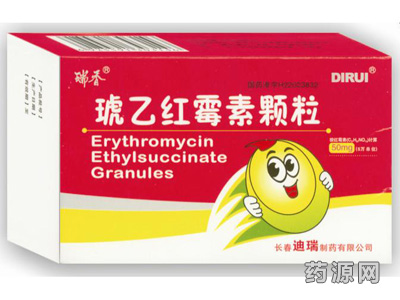 瑞香®
DIRUI®
琥乙红霉素颗粒
Erythromycin
Ethylsuccinate
Granules
50mg
长春迪瑞制药有限公司
药源网